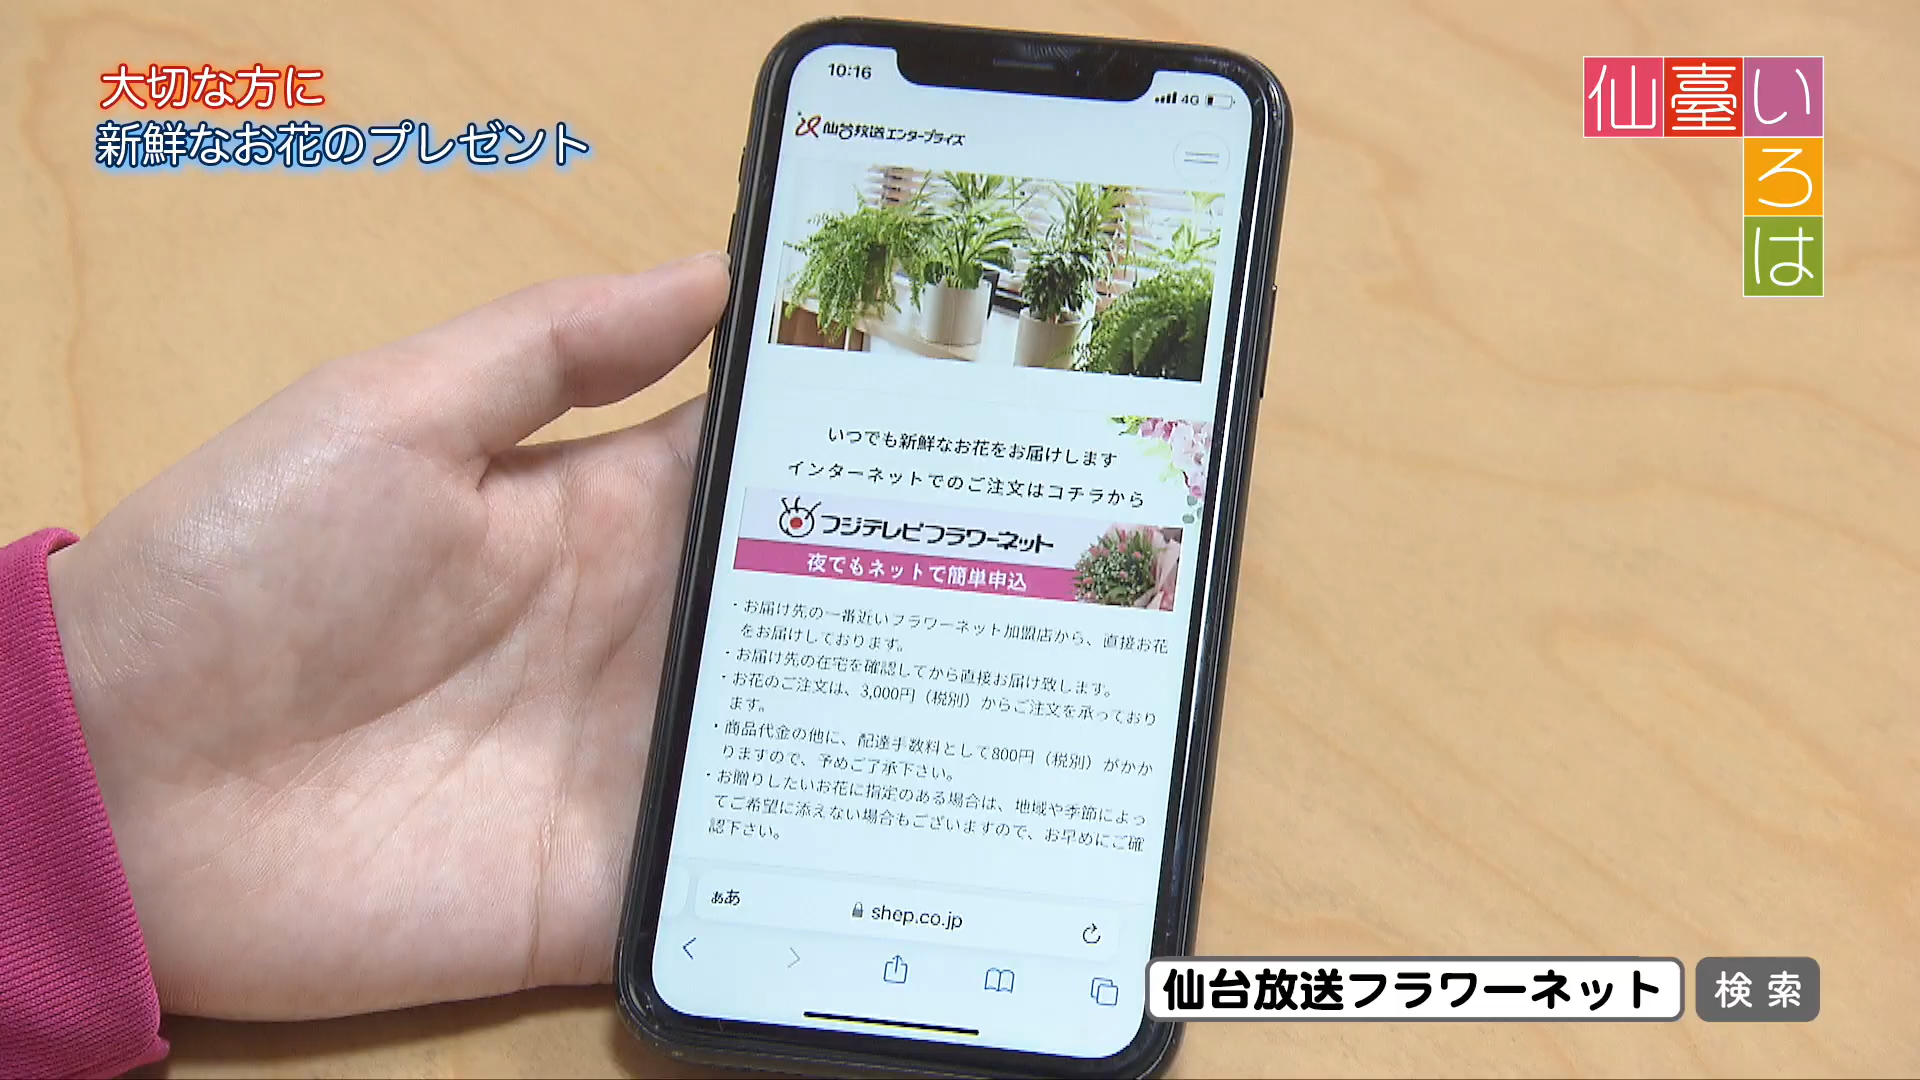 大切な方に
新鮮なお花のプレゼント
仙臺い
ろ
は
10:16
4G
仙台放送エンタープライズ
いつでも新鮮なお花をお届けします
インターネットでのご注文はコチラから
フジテレビフラワーネット
夜でもネットで簡単申込
・お届け先の一番近いフラワーネット加盟店から、直接お花
をお届けしております。
・お届け先の在宅を確認してから直接お届け致します。
・お花のご注文は、3,000円（税別）からご注文を承っており
ます。
・商品代金の他に、配達手数料として800円（税別）がかか
りますので、予めご了承下さい。
・お贈りしたいお花に指定のある場合は、地域や季節によっ
てご希望に添えない場合もございますので、お早めにご確
認下さい。
ぁあ
shep.co.jp
仙台放送フラワーネット
検索